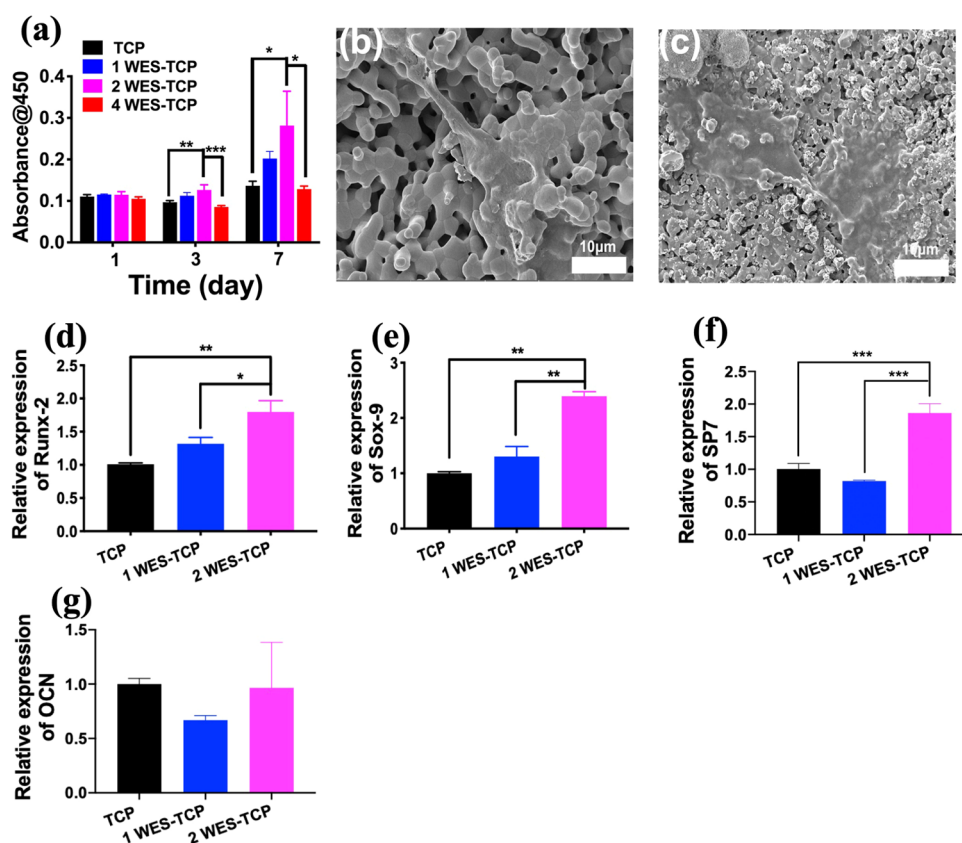 (a)
TCP
1 WES-TCP
2 WES-TCP
4 WES-TCP
Absorbance@450
0.4
0.3
0.2
0.1
0.0
** ***
* *
1 3 7
Time (day)
(b)
10μm
(c)
10μm
(d)
Relative expression
of Runx-2
2.5
2.0
1.5
1.0
0.5
0.0
**
*
TCP
1 WES-TCP
2 WES-TCP
(e)
Relative expression
of Sox-9
3
2
1
0
**
**
TCP
1 WES-TCP
2 WES-TCP
(f)
Relative expression
of SP7
2.5
2.0
1.5
1.0
0.5
0.0
***
***
TCP
1 WES-TCP
2 WES-TCP
(g)
Relative expression
of OCN
1.5
1.0
0.5
0.0
TCP
1 WES-TCP
2 WES-TCP